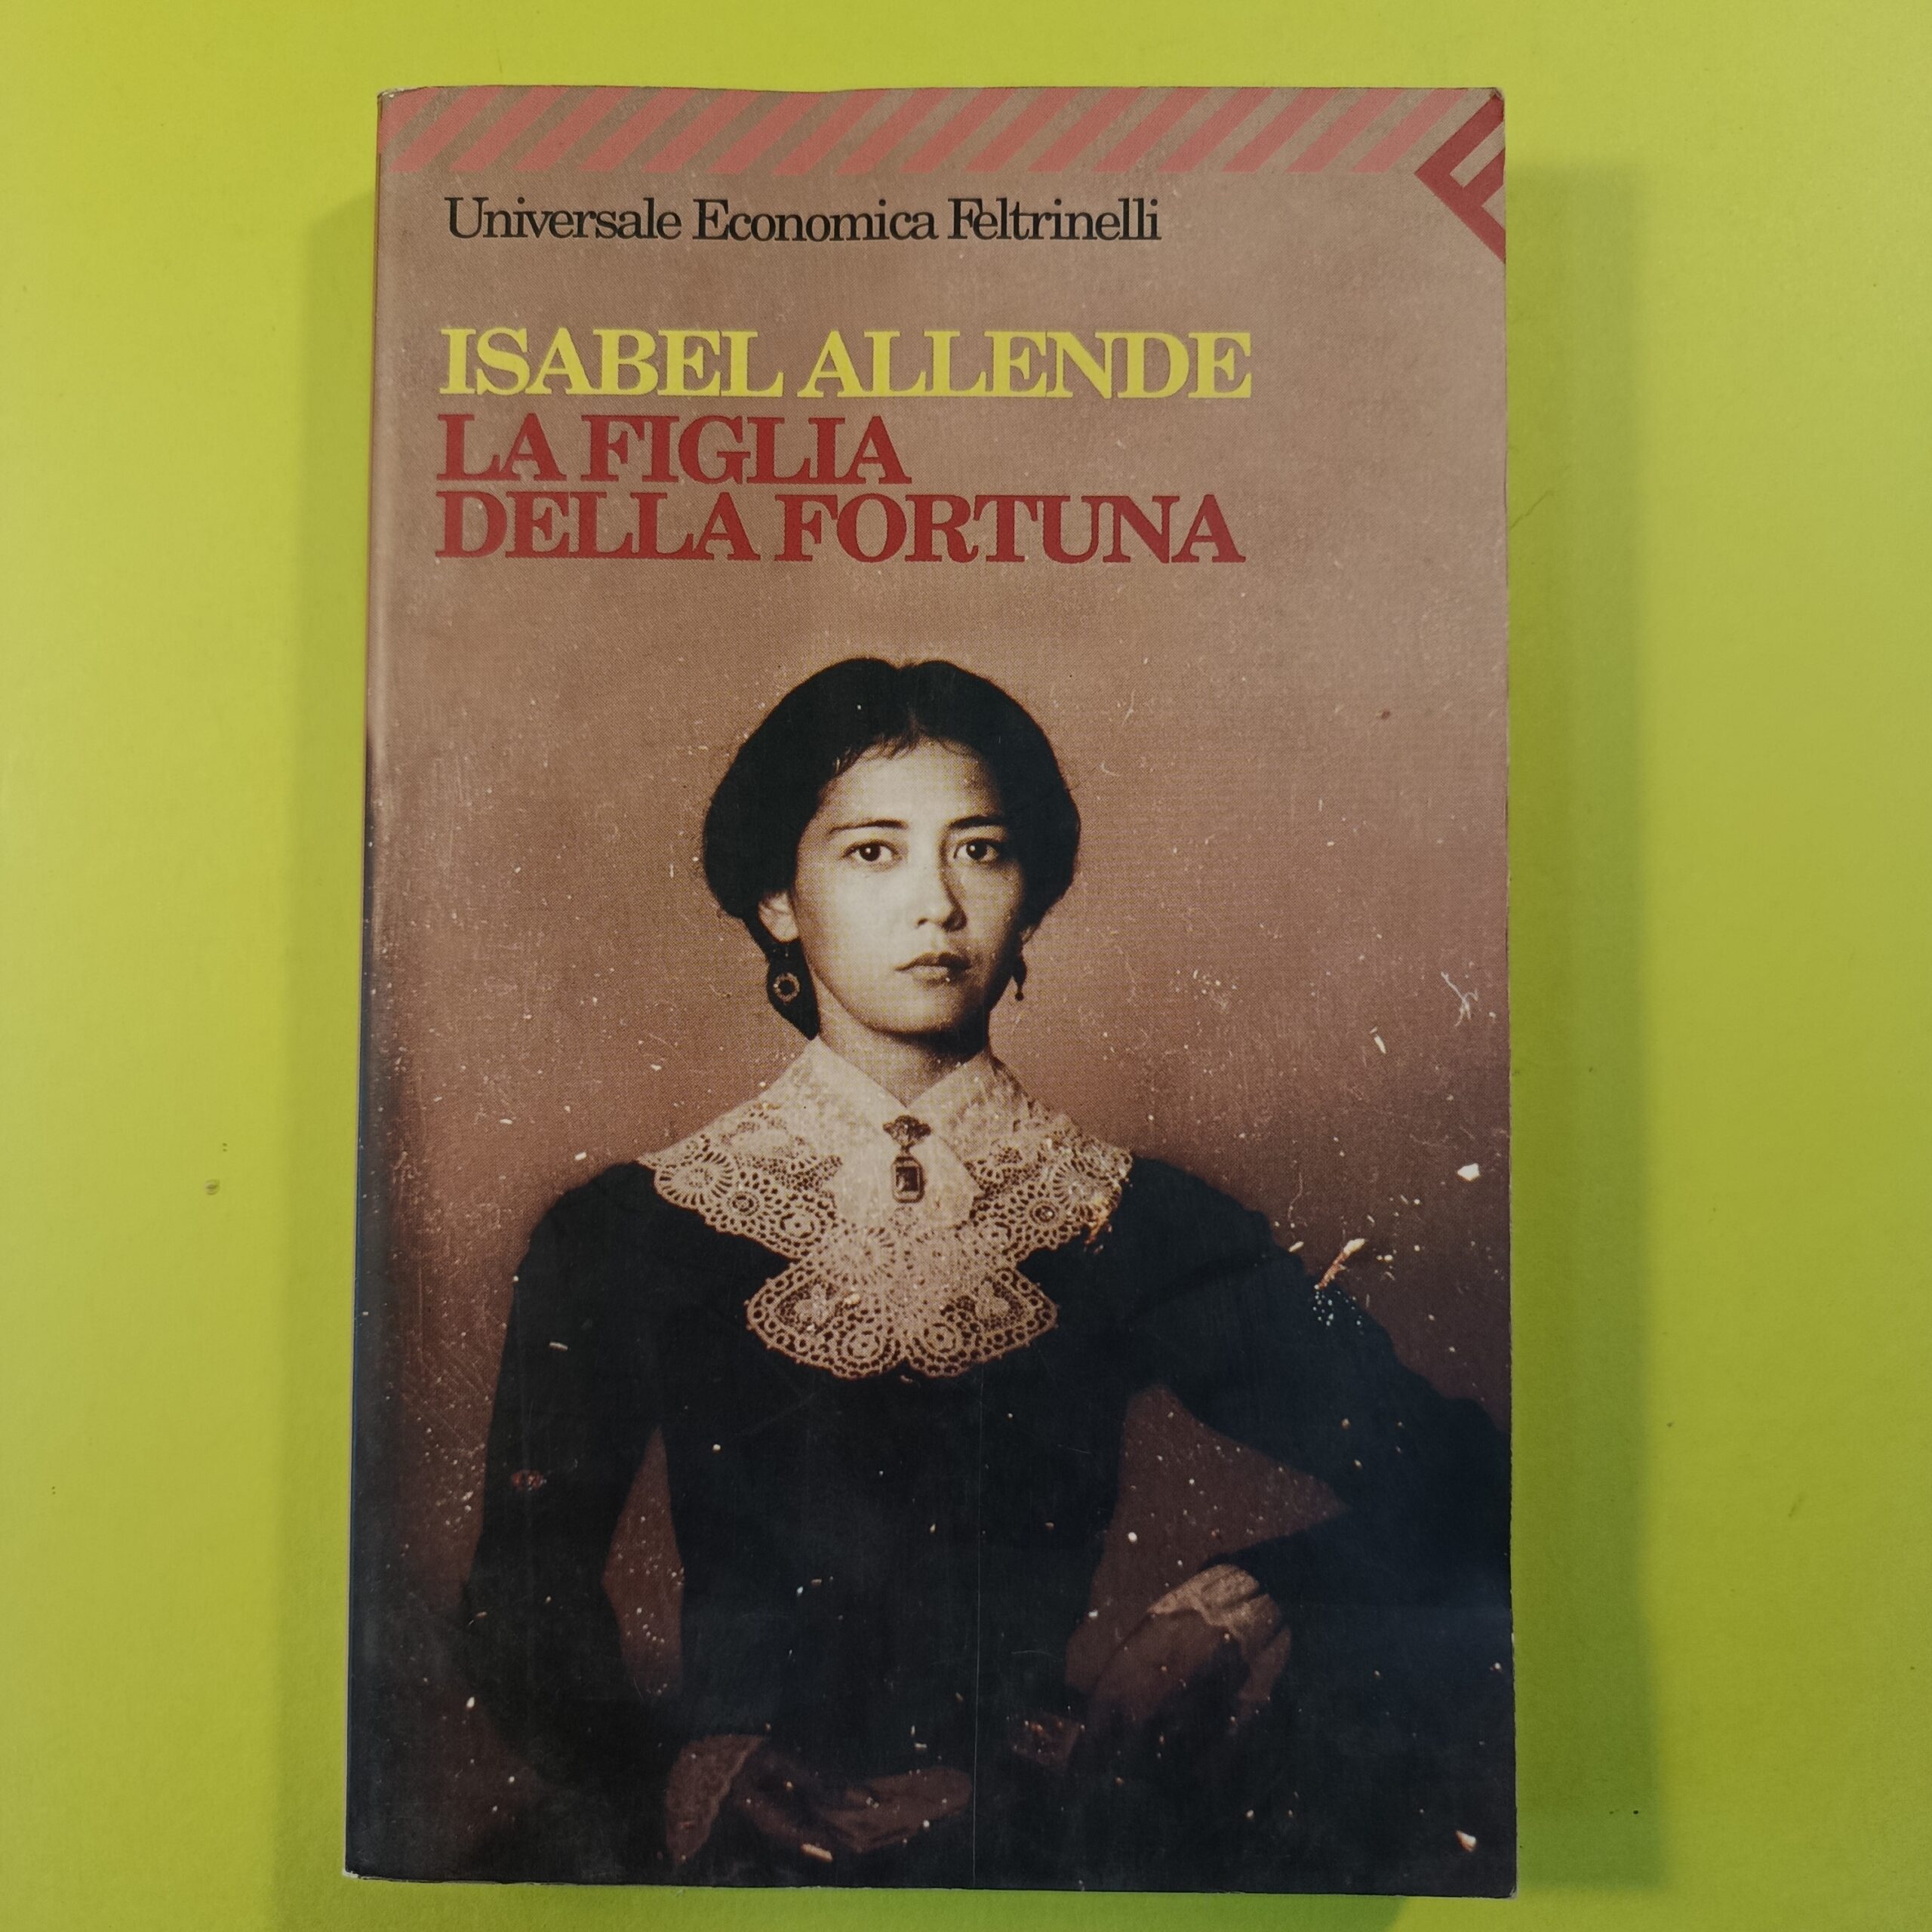 Universale Economica Feltrinelli
ISABEL ALLENDE
LA FIGLIA
DELLA FORTUNA